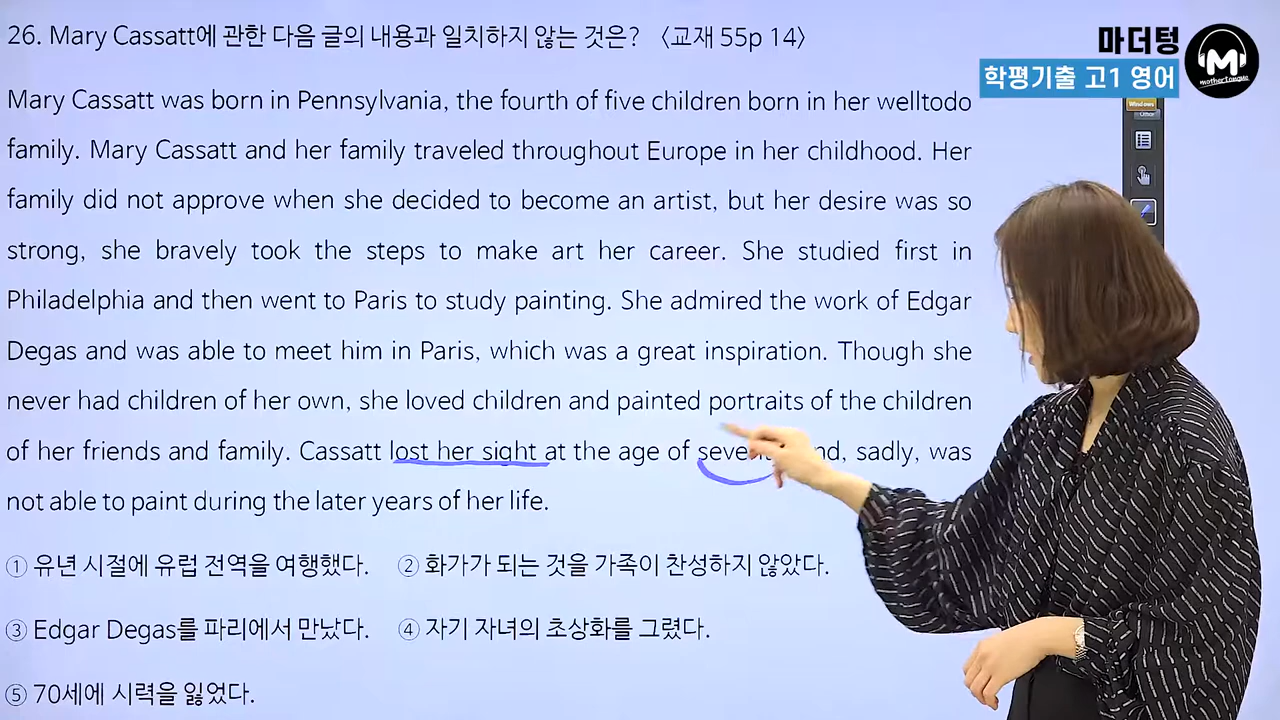 26. Mary Cassatt에 관한 다음 글의 내용과 일치하지 않는 것은? 〈교재 55p 14〉
마더텅
학평기출 고1 영어
mothertongue
Windows
Other
Mary Cassatt was born in Pennsylvania, the fourth of five children born in her welltodo
family. Mary Cassatt and her family traveled throughout Europe in her childhood. Her
family did not approve when she decided to become an artist, but her desire was so
strong, she bravely took the steps to make art her career. She studied first in
Philadelphia and then went to Paris to study painting. She admired the work of Edgar
Degas and was able to meet him in Paris, which was a great inspiration. Though she
never had children of her own, she loved children and painted portraits of the children
of her friends and family. Cassatt lost her sight at the age of sadly, was
not able to paint during the later years of her life.
① 유년 시절에 유럽 전역을 여행했다. ② 화가가 되는 것을 가족이 찬성하지 않았다.
③ Edgar Degas를 파리에서 만났다. ④ 자기 자녀의 초상화를 그렸다.
⑤ 70세에 시력을 잃었다.